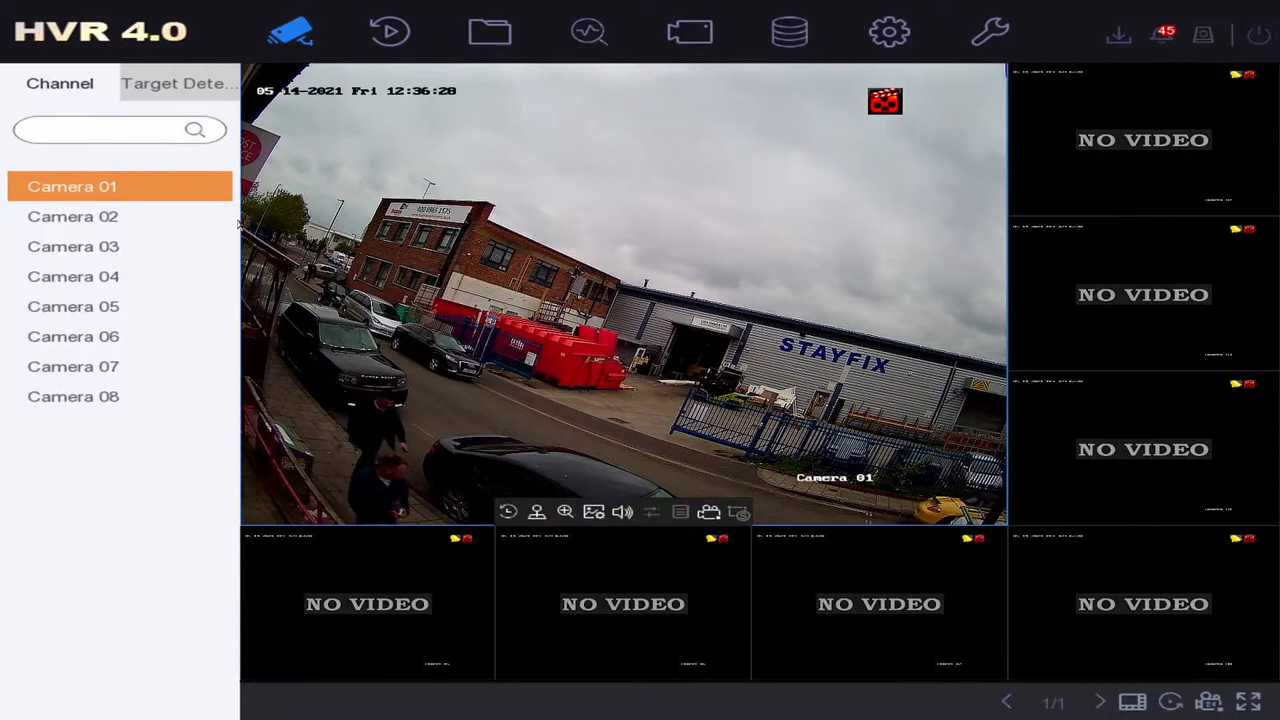 HVR 4.0
45
Channel
Target Dete...
Camera 01
Camera 02
Camera 03
Camera 04
Camera 05
Camera 06
Camera 07
Camera 08
05-14-2021 Fri 12:36:28
STAYFIX
Camera 01
NO VIDEO
NO VIDEO
NO VIDEO
NO VIDEO
NO VIDEO
NO VIDEO
NO VIDEO
1/1